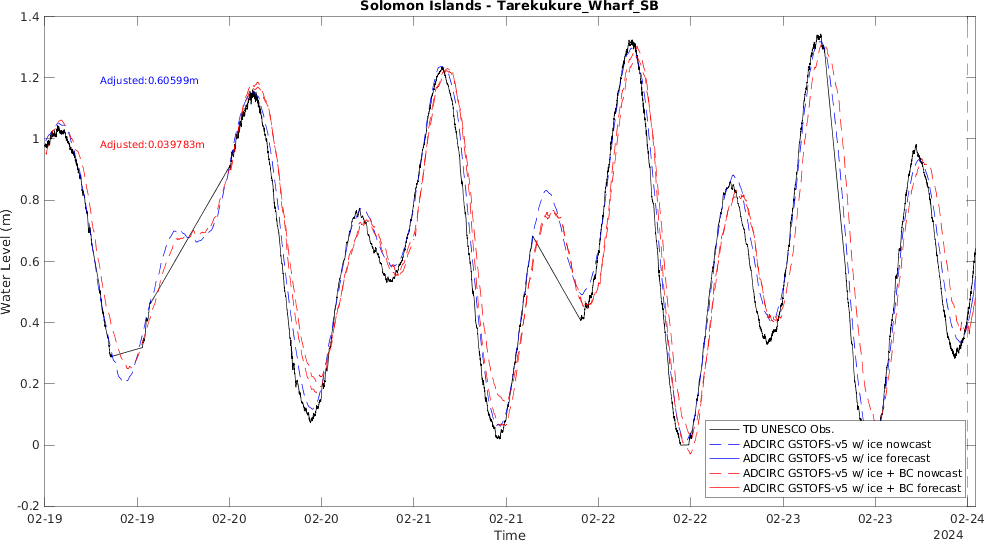 Solomon Islands - Tarekukure_Wharf_SB
1.4
1.2
1
0.8
0.6
0.4
0.2
0
-0.2
Water Level (m)
Adjusted:0.60599m
Adjusted:0.039783m
TD UNESCO Obs.
ADCIRC GSTOFS-v5 w/ ice nowcast
ADCIRC GSTOFS-v5 w/ ice forecast
ADCIRC GSTOFS-v5 w/ ice + BC nowcast
ADCIRC GSTOFS-v5 w/ ice + BC forecast
02-19 02-19 02-20 02-20 02-21 02-21 02-22 02-22 02-23 02-23 02-24
Time
2024